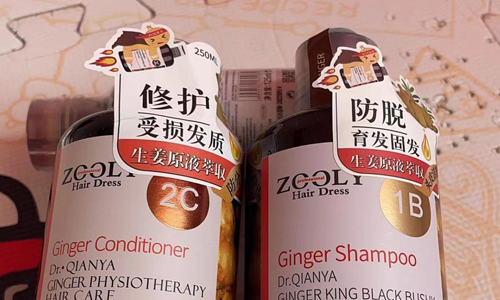 250ML
修护
受损发质
生姜原液萃取
ZOOLY
Hair Dress
2C
Ginger Conditioner
Dr.•QIANYA
GINGER PHYSIOTHERAPY
HAIR CARE
防脱
育发固发
生姜原液萃取
ZOOLY
Hair Dress
1B
Ginger Shampoo
Dr.QIANYA
GINGER KING BLACK BUSHY